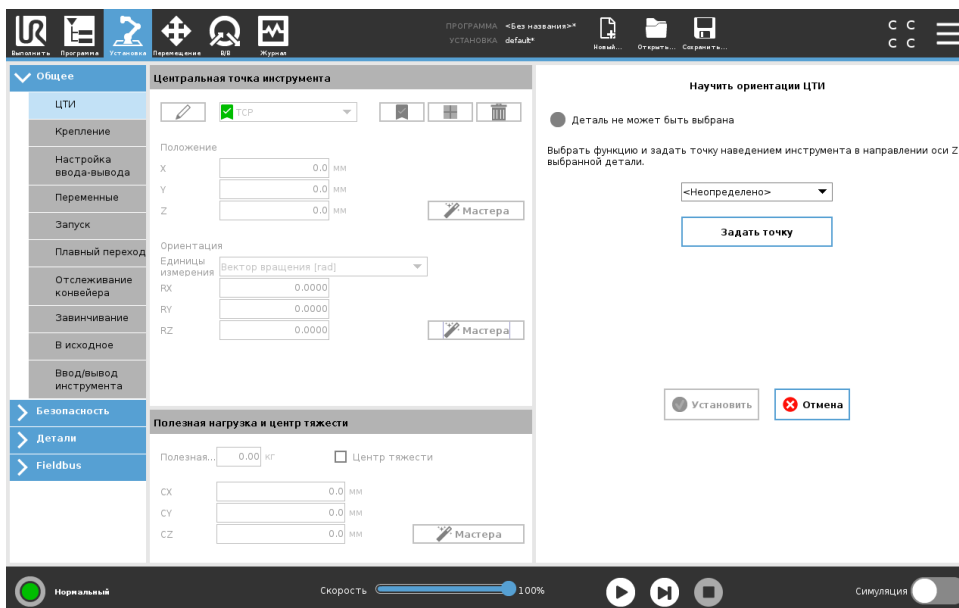 ПРОГРАММА <Без названия>*
УСТАНОВКА default*
Выполнить Программа Установка Перемещение В/В Журнал Новый... Открыть... Сохранить...
C C
C C
Общее
ЦТИ
Крепление
Настройка
ввода-вывода
Переменные
Запуск
Плавный переход
Отслеживание
конвейера
Завинчивание
В исходное
Ввод/вывод
инструмента
Безопасность
Детали
Fieldbus
Центральная точка инструмента
TCP
Положение
X 0.0 мм
Y 0.0 мм
Z 0.0 мм
Мастера
Ориентация
Единицы
измерения
Вектор вращения [rad]
RX 0.0000
RY 0.0000
RZ 0.0000
Мастера
Полезная нагрузка и центр тяжести
Полезная... 0.00 кг Центр тяжести
CX 0.0 мм
CY 0.0 мм
CZ 0.0 мм
Мастера
Научить ориентации ЦТИ
Деталь не может быть выбрана
Выбрать функцию и задать точку наведением инструмента в направлении оси Z
выбранной детали.
<Неопределено>
Задать точку
Установить
Отмена
Нормальный
Скорость 100%
Симуляция